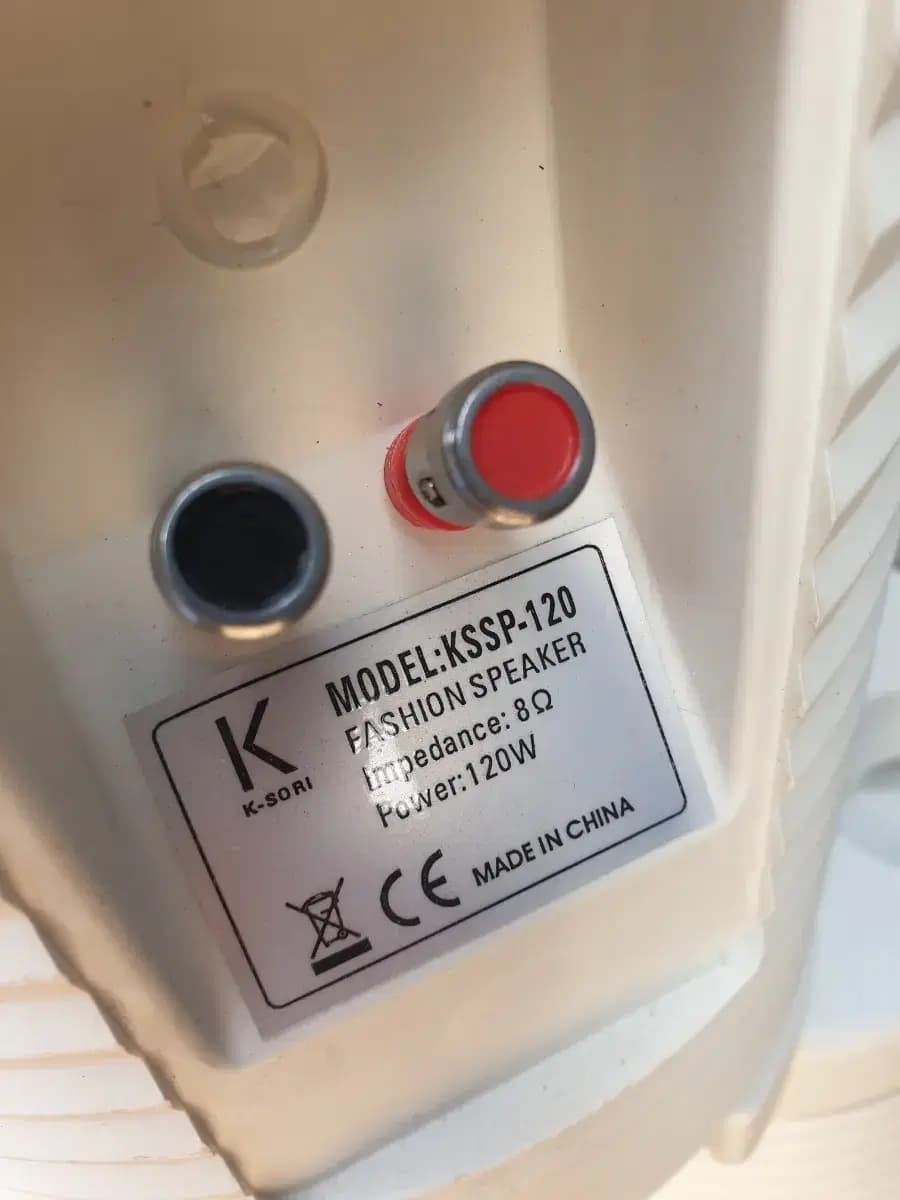 K
K-SORI
MODEL:KSSP-120
FASHION SPEAKER
Impedance: 8Ω
Power:120W
CE MADE IN CHINA